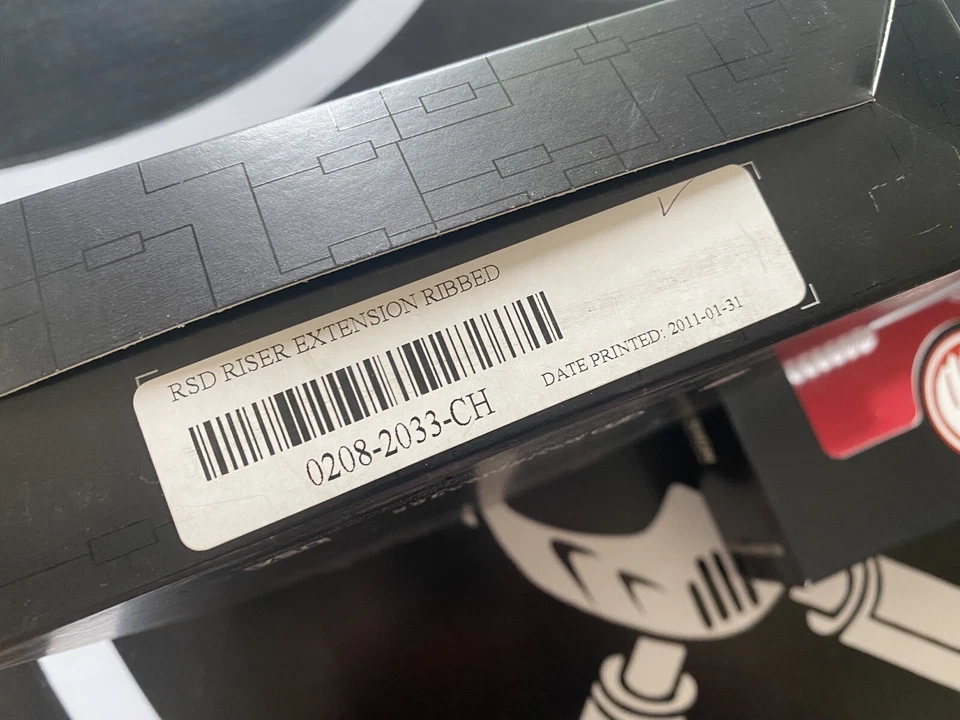 RSD RISER EXTENSION RIBBED
0208-2033-CH
DATE PRINTED: 2011-01-31